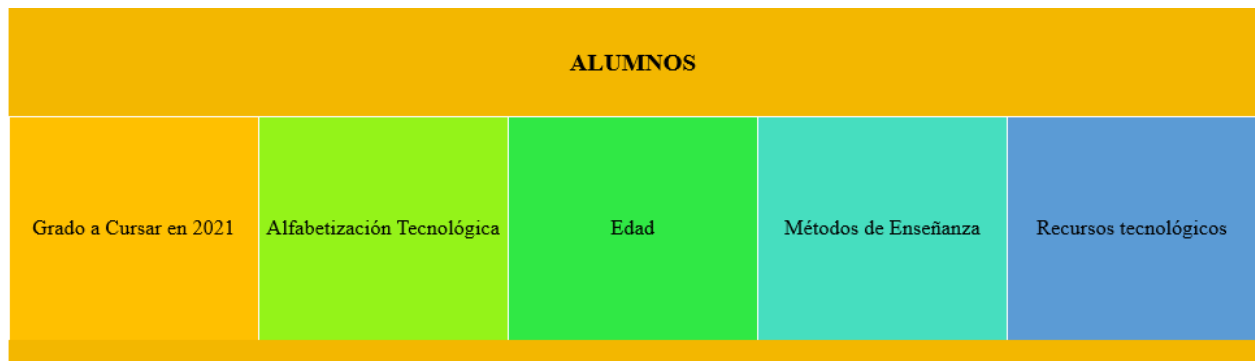 ALUMNOS
Grado a Cursar en 2021
Alfabetización Tecnológica
Edad
Métodos de Enseñanza
Recursos tecnológicos